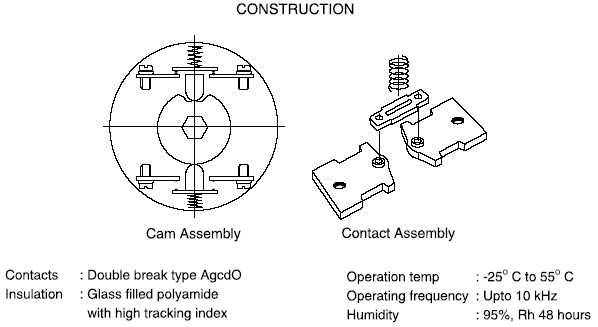 CONSTRUCTION
Cam Assembly
Contact Assembly
Contacts : Double break type AgcdO
Insulation : Glass filled polyamide
with high tracking index
Operation temp : -25° C to 55° C
Operating frequency : Upto 10 kHz
Humidity : 95%, Rh 48 hours